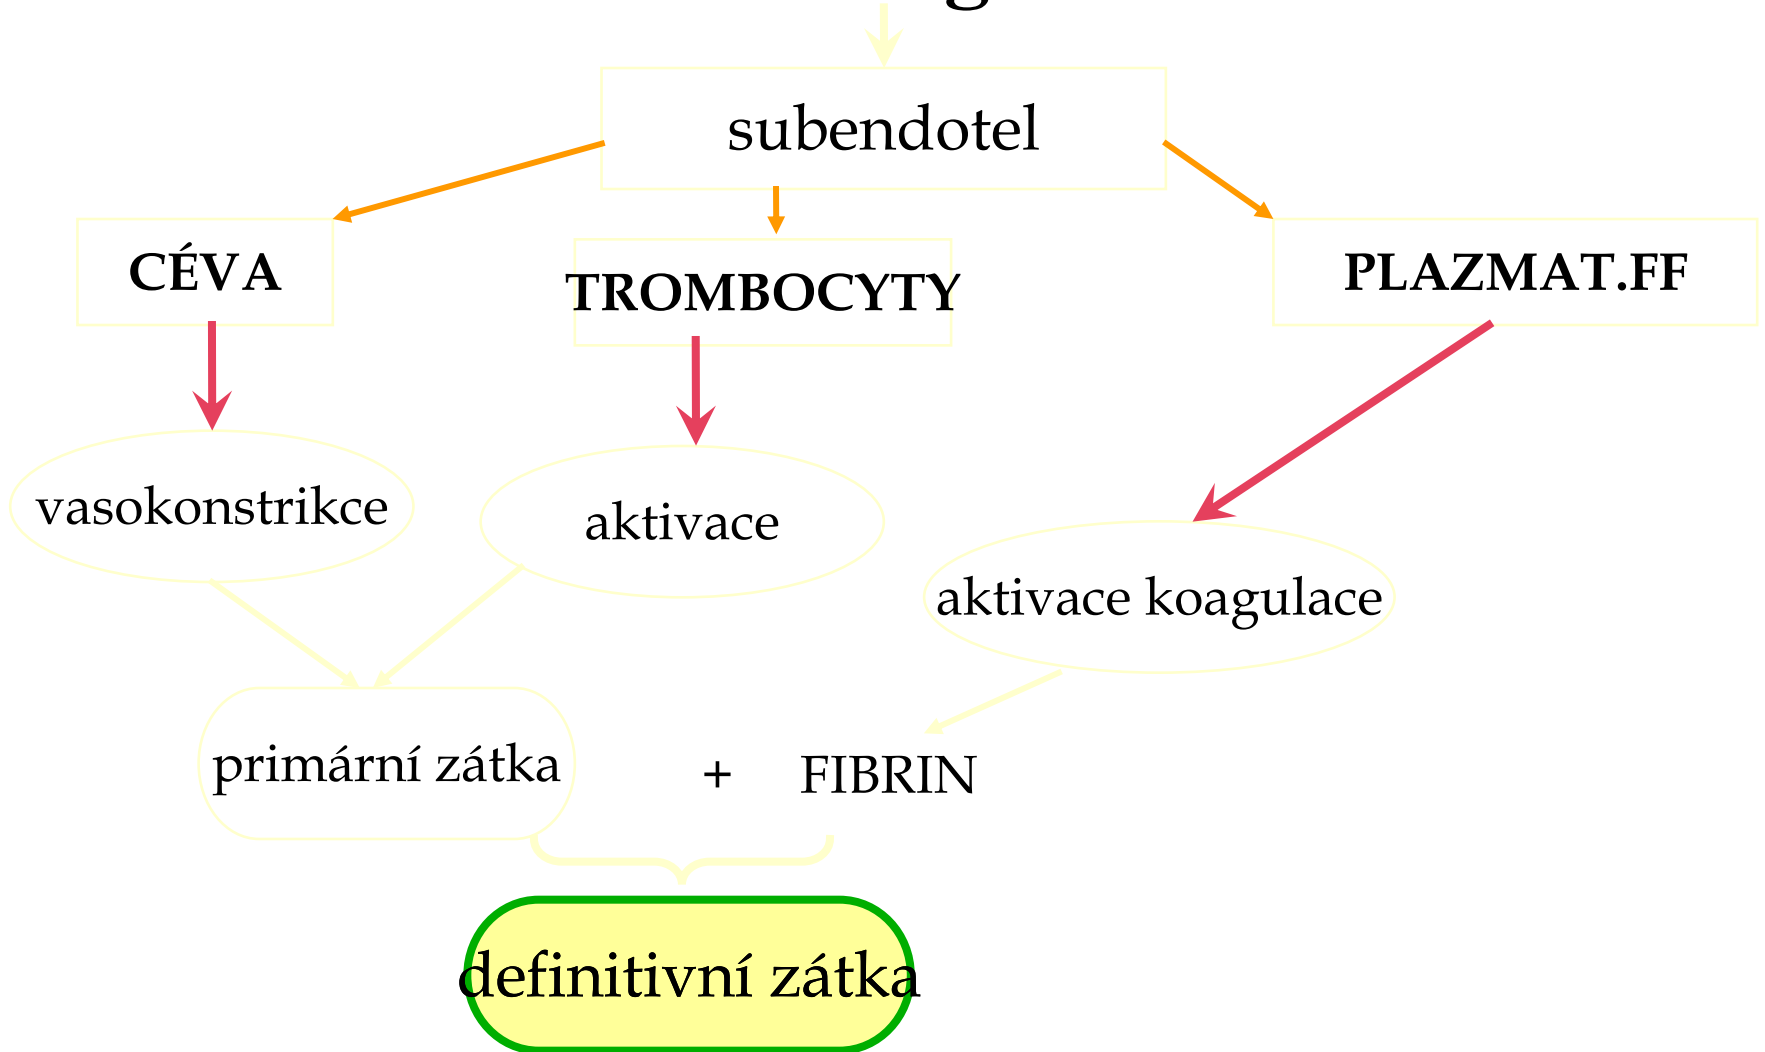 subendotel
CÉVA
TROMBOCYTY
PLAZMAT.FF
vasokonstrikce
aktivace
aktivace koagulace
primární zátka
+ FIBRIN
definitivní zátka